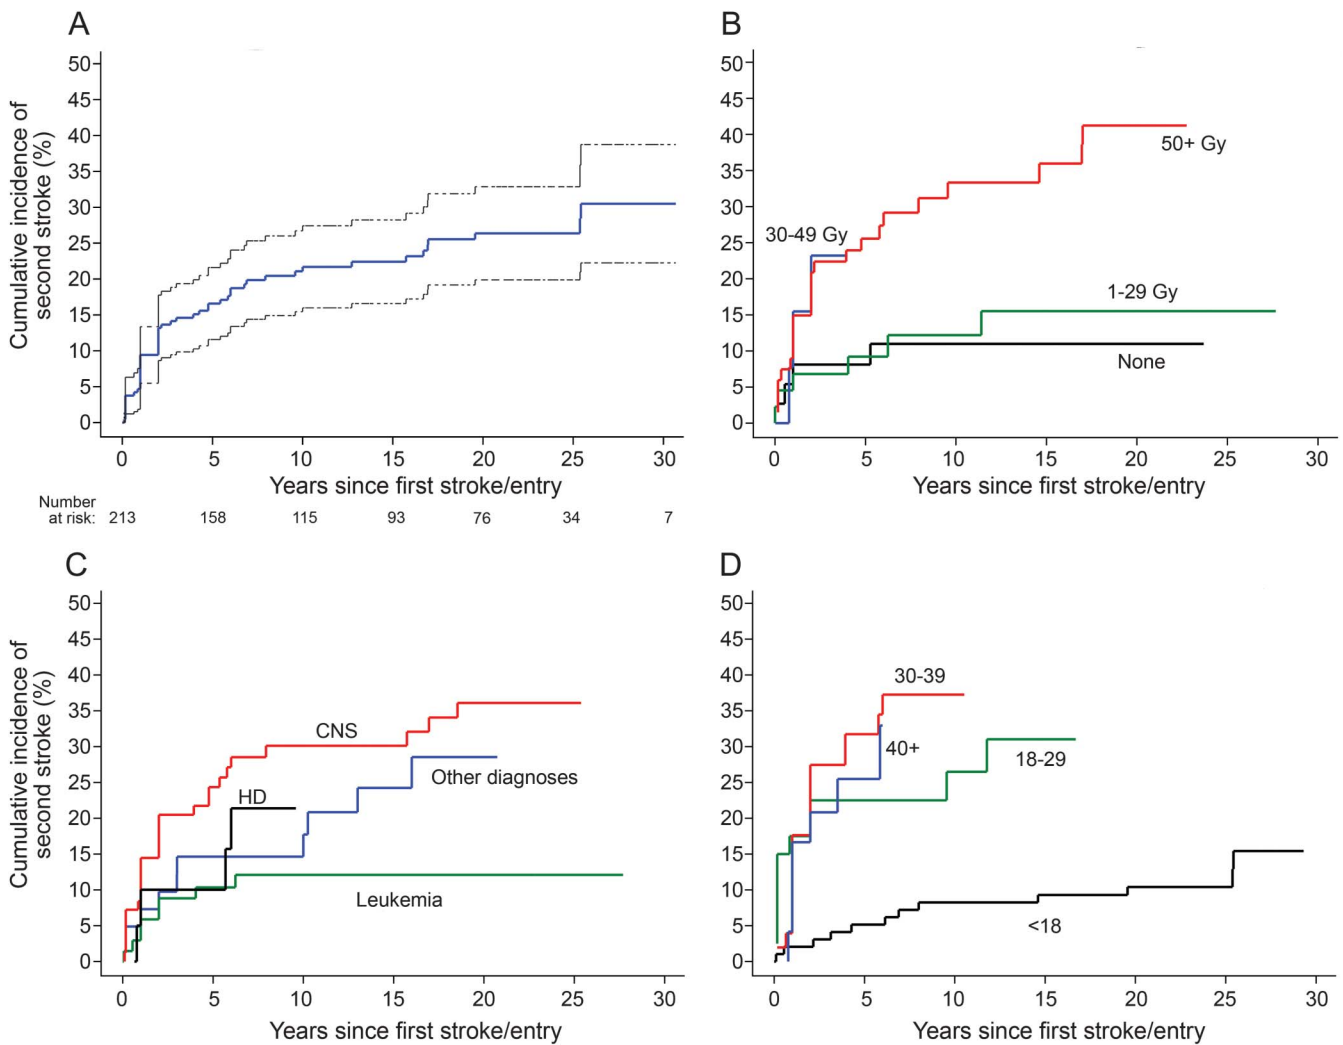 A
Cumulative incidence of
second stroke (%)
50
45
40
35
30
25
20
15
10
5
0
0 5 10 15 20 25 30
Years since first stroke/entry
Number
at risk: 213 158 115 93 76 34 7
B
50
45
40
35
30
25
20
15
10
5
0
50+ Gy
30-49 Gy
1-29 Gy
None
0 5 10 15 20 25 30
Years since first stroke/entry
C
Cumulative incidence of
second stroke (%)
50
45
40
35
30
25
20
15
10
5
0
CNS
Other diagnoses
HD
Leukemia
0 5 10 15 20 25 30
Years since first stroke/entry
D
50
45
40
35
30
25
20
15
10
5
0
30-39
40+
18-29
<18
0 5 10 15 20 25 30
Years since first stroke/entry